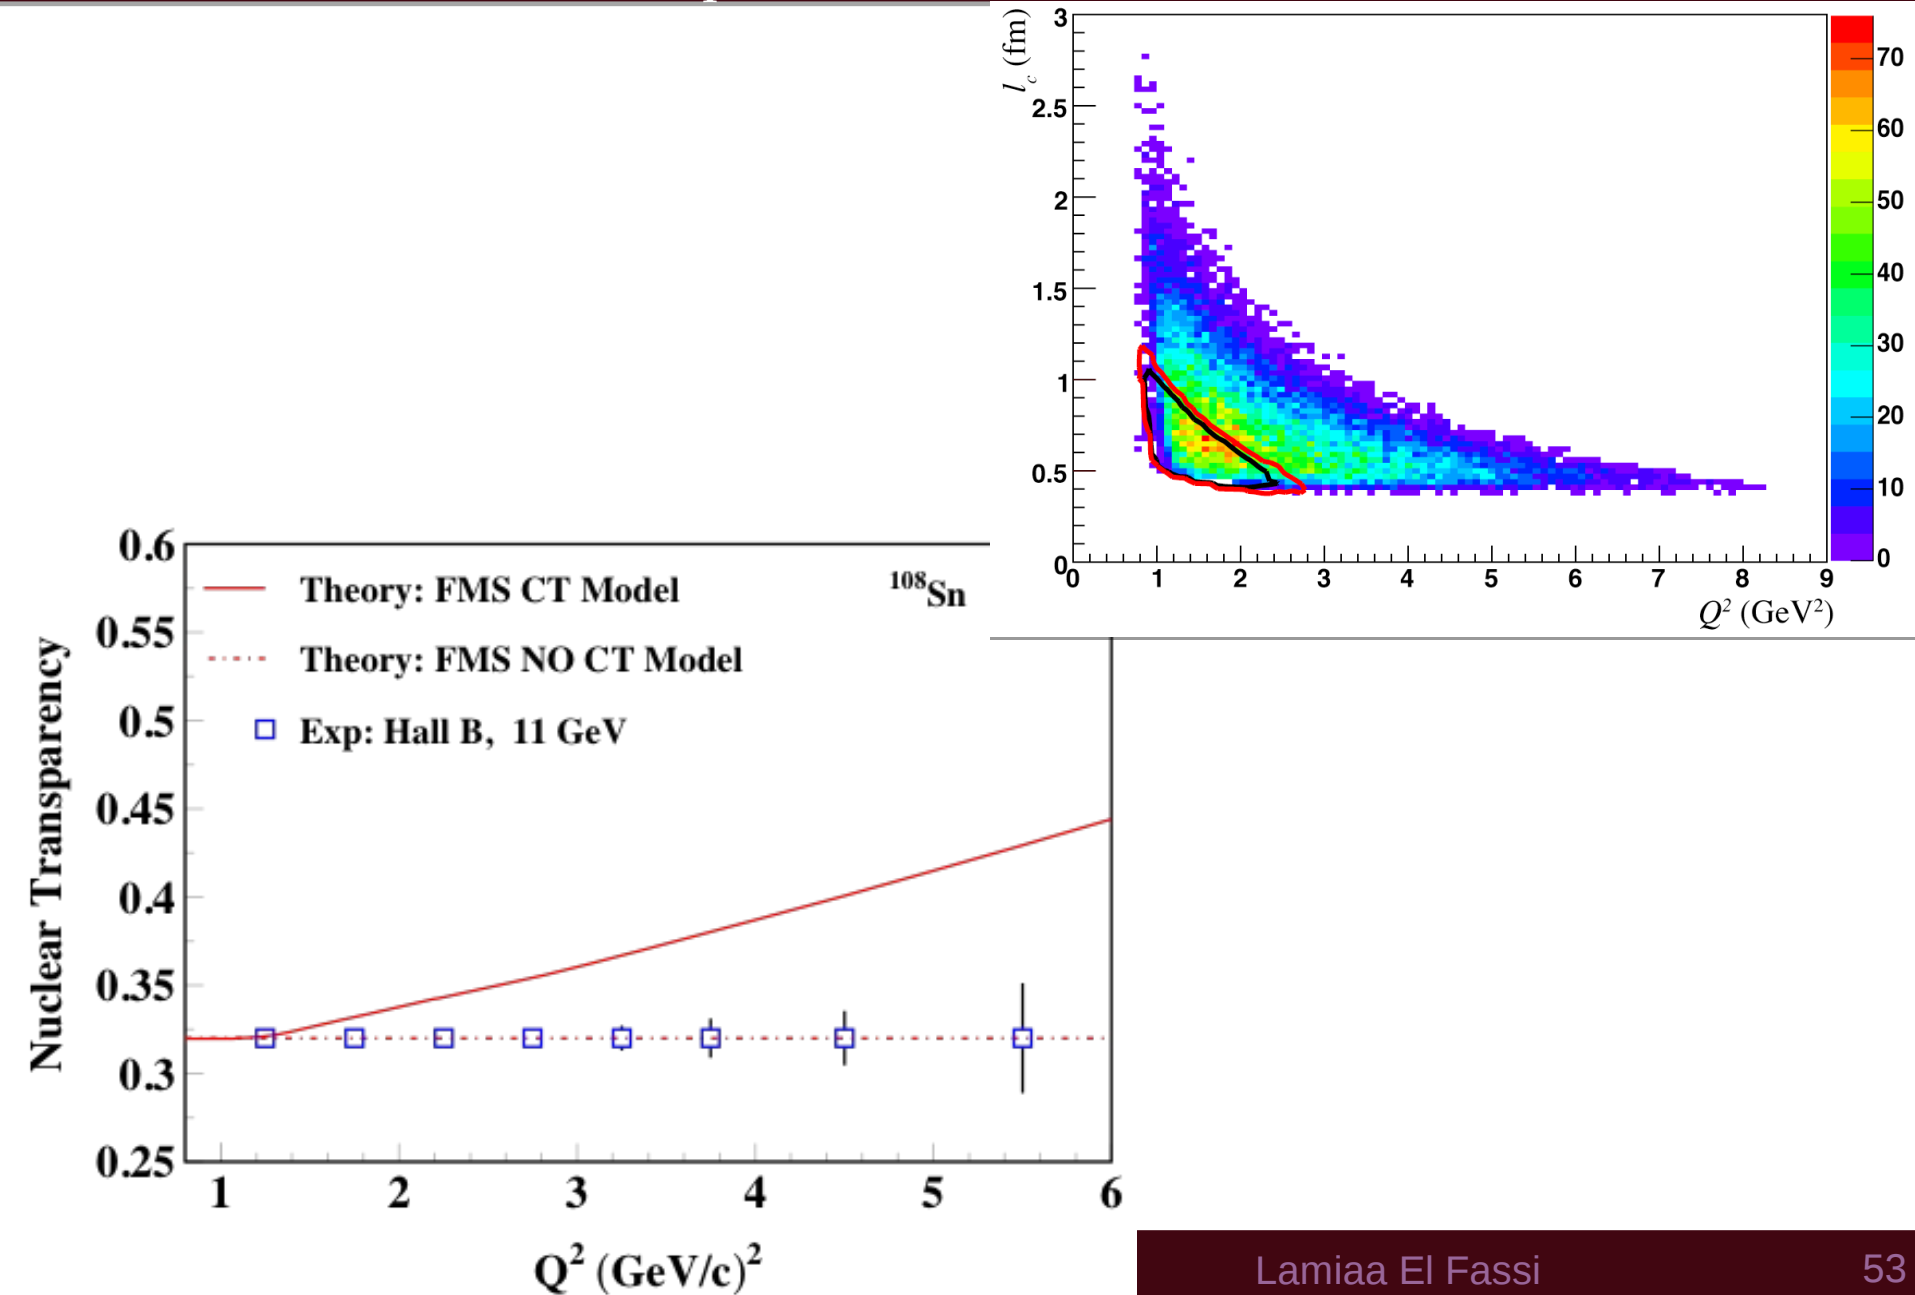 l_c (fm)
3
2.5
2
1.5
1
0.5
0
0 1 2 3 4 5 6 7 8 9
Q² (GeV²)
70
60
50
40
30
20
10
0
Nuclear Transparency
0.6
0.55
0.5
0.45
0.4
0.35
0.3
0.25
Theory: FMS CT Model
¹⁰⁸Sn
Theory: FMS NO CT Model
Exp: Hall B, 11 GeV
1 2 3 4 5 6
Q² (GeV/c)²
Lamiaa El Fassi
53